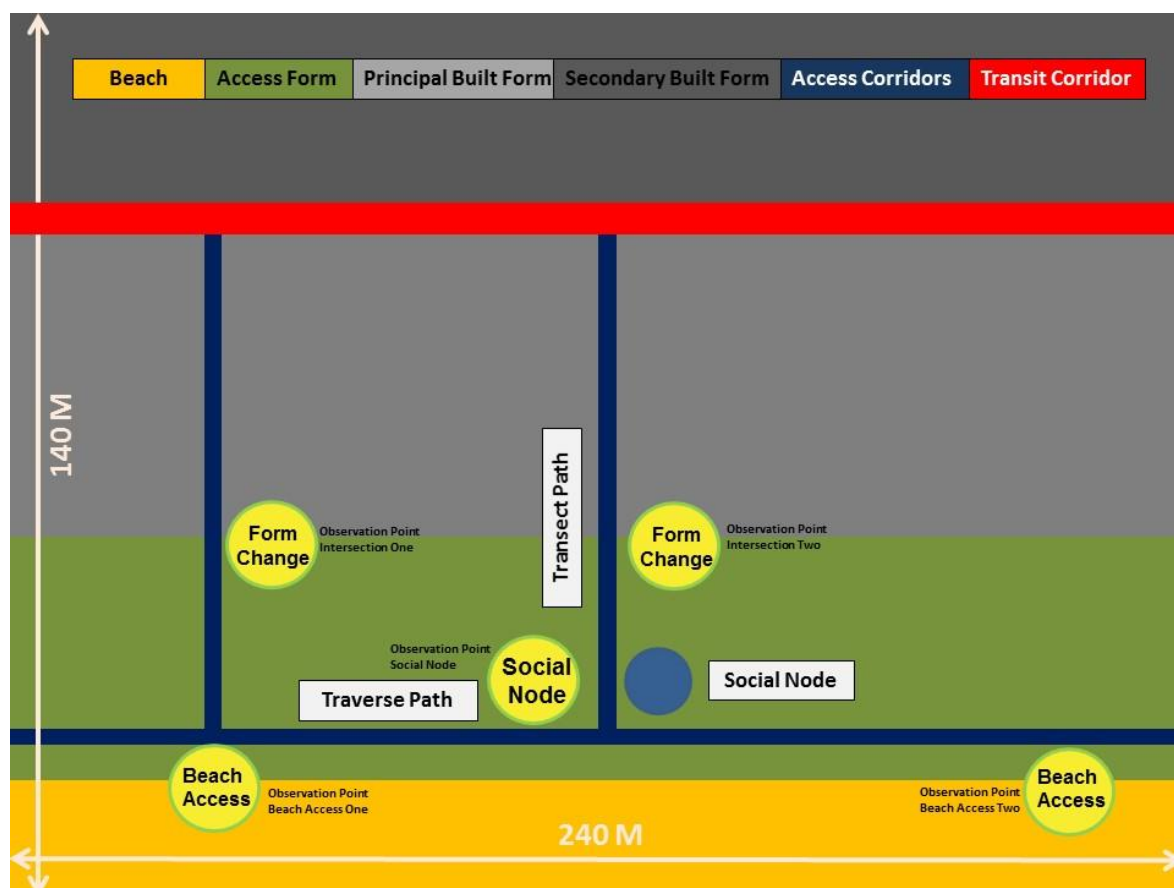 Beach Access Form Principal Built Form Secondary Built Form Access Corridors Transit Corridor
140 M
Transect Path
Form
Change
Observation Point
Intersection One
Form
Change
Observation Point
Intersection Two
Observation Point
Social Node
Social
Node
Social Node
Traverse Path
Beach
Access
Observation Point
Beach Access One
Observation Point
Beach Access Two
Beach
Access
240 M